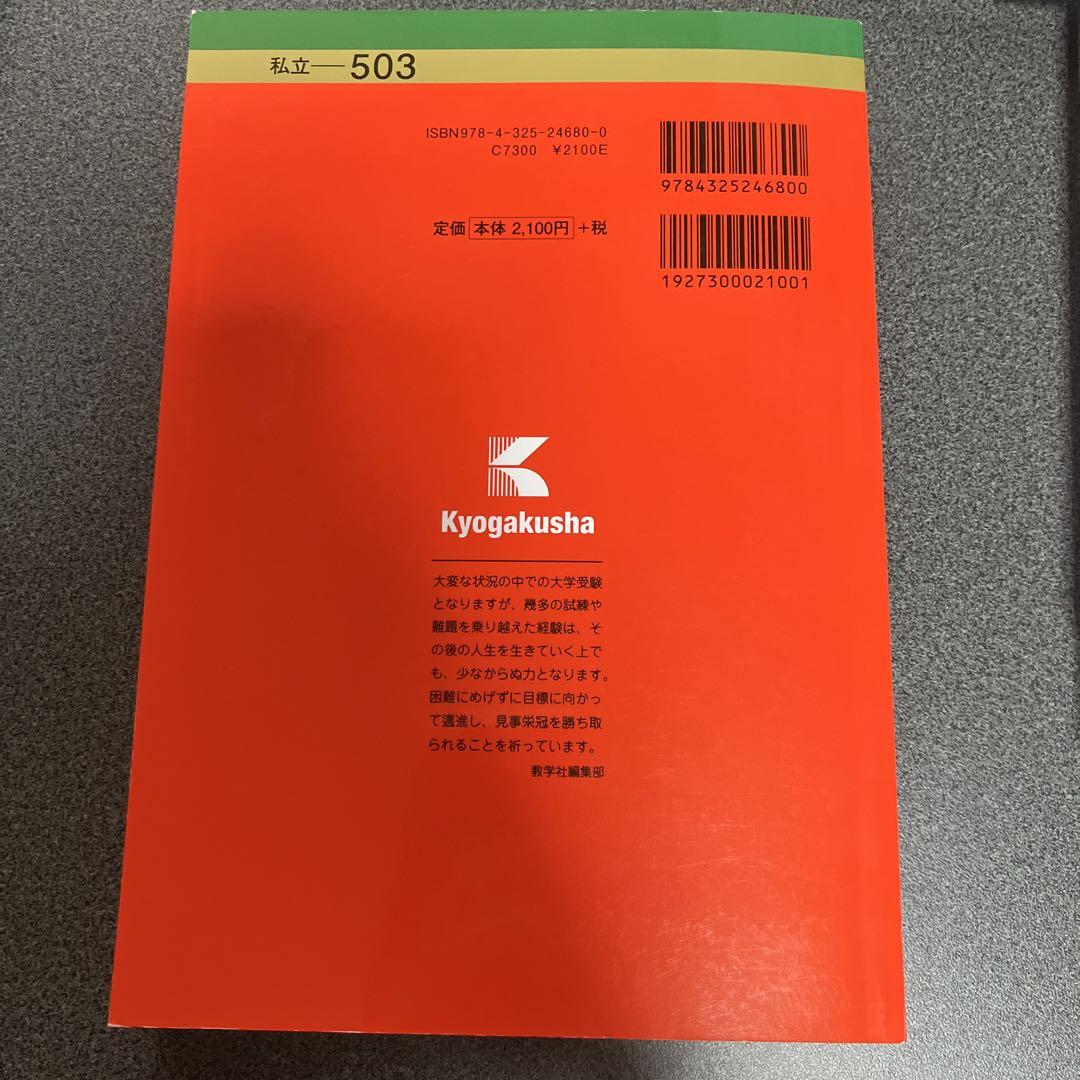 私立―503
ISBN978-4-325-24680-0
C7300 ¥2100E
9784325246800
定価 本体 2,100円 +税
1927300021001
Kyogakusha
大変な状況の中での大学受験
となりますが、幾多の試練や
難題を乗り越えた経験は、そ
の後の人生を生きていく上で
も、少なからぬ力となります。
困難にめげずに目標に向かっ
て邁進し、見事栄冠を勝ち取
られることを祈っています。
教学社編集部